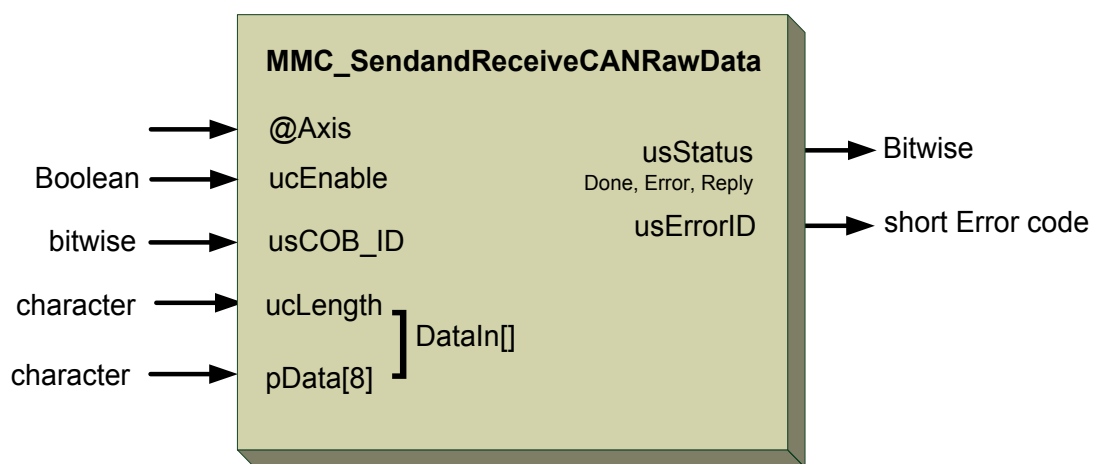 MMC_SendandReceiveCANRawData
@Axis
Boolean
ucEnable
bitwise
usCOB_ID
character
ucLength
DataIn[]
character
pData[8]
usStatus
Done, Error, Reply
Bitwise
usErrorID
short Error code